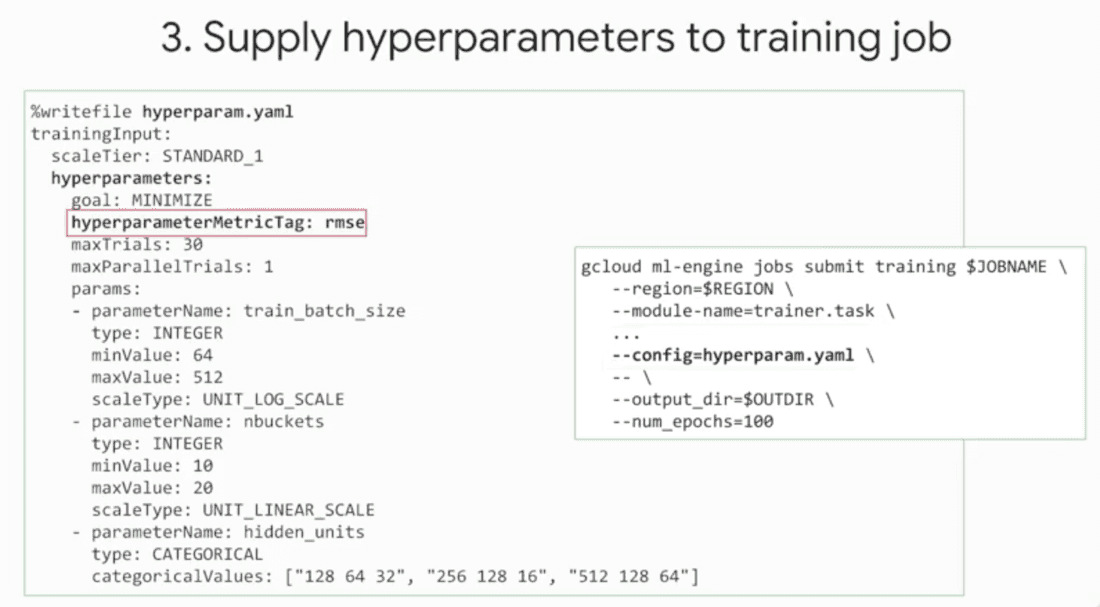 3. Supply hyperparameters to training job
%writefile hyperparam.yaml
trainingInput:
  scaleTier: STANDARD_1
  hyperparameters:
    goal: MINIMIZE
    hyperparameterMetricTag: rmse
    maxTrials: 30
    maxParallelTrials: 1
    params:
    - parameterName: train_batch_size
      type: INTEGER
      minValue: 64
      maxValue: 512
      scaleType: UNIT_LOG_SCALE
    - parameterName: nbuckets
      type: INTEGER
      minValue: 10
      maxValue: 20
      scaleType: UNIT_LINEAR_SCALE
    - parameterName: hidden_units
      type: CATEGORICAL
      categoricalValues: ["128 64 32", "256 128 16", "512 128 64"]
gcloud ml-engine jobs submit training $JOBNAME \
   --region=$REGION \
   --module-name=trainer.task \
   ...
   --config=hyperparam.yaml \
   -- \
   --output_dir=$OUTDIR \
   --num_epochs=100